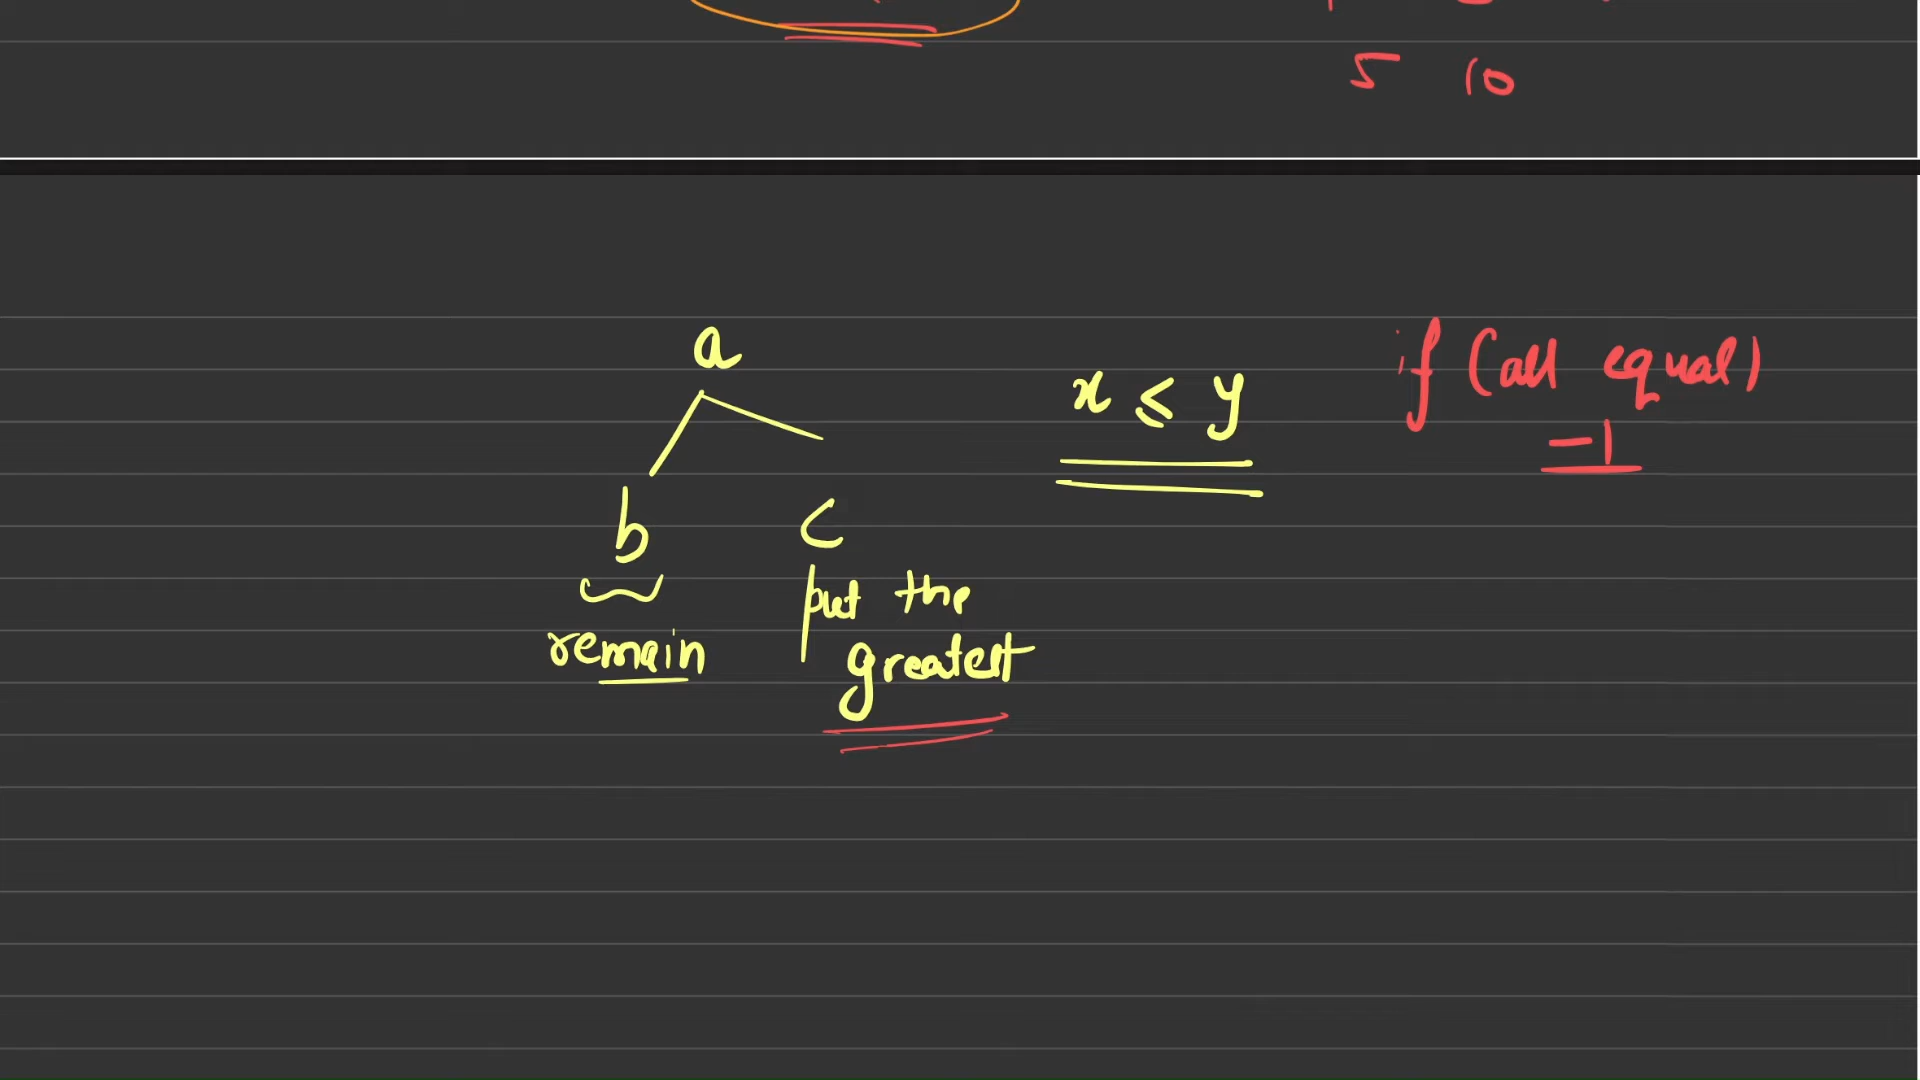 5 10
a
x ≤ y
if (all equal)
-1
b c
remain
put the
greatest